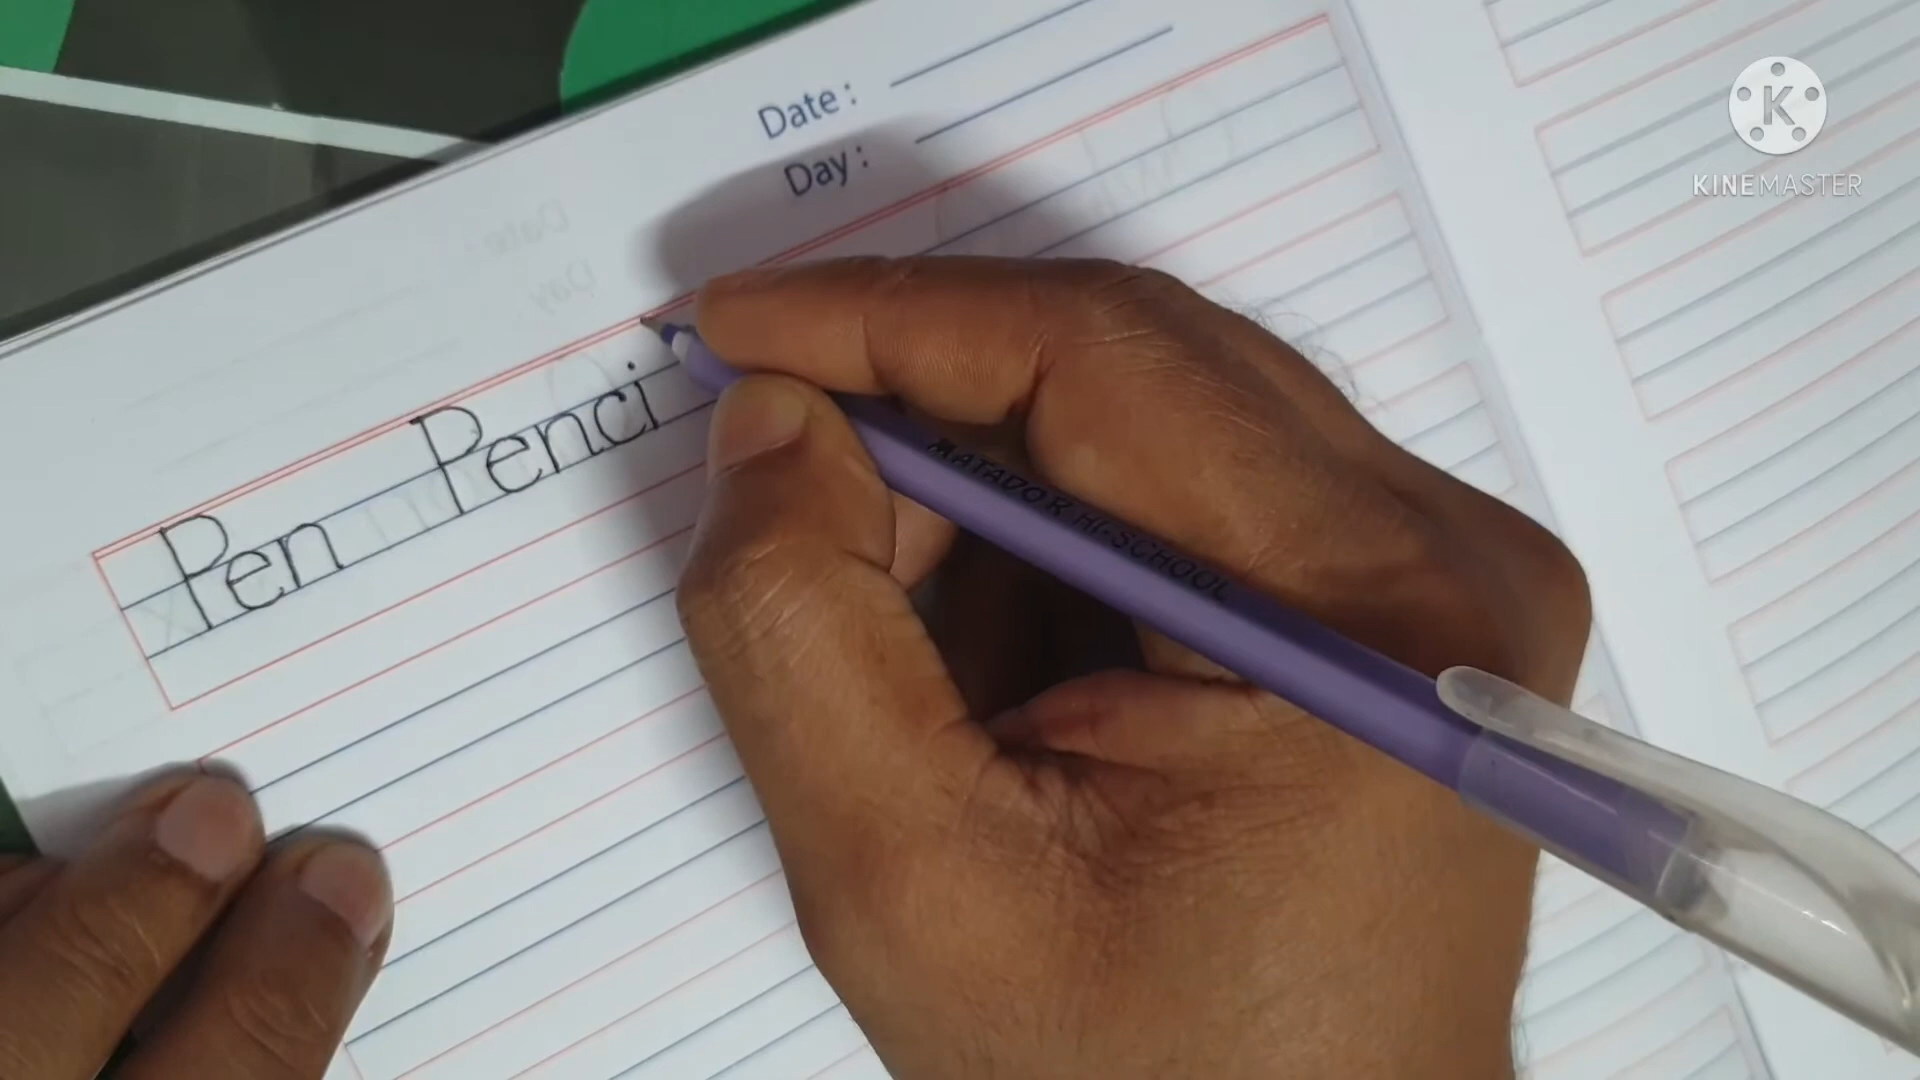 Date :
Day :
Pen Penci
MATADOR HI-SCHOOL
K
KINEMASTER